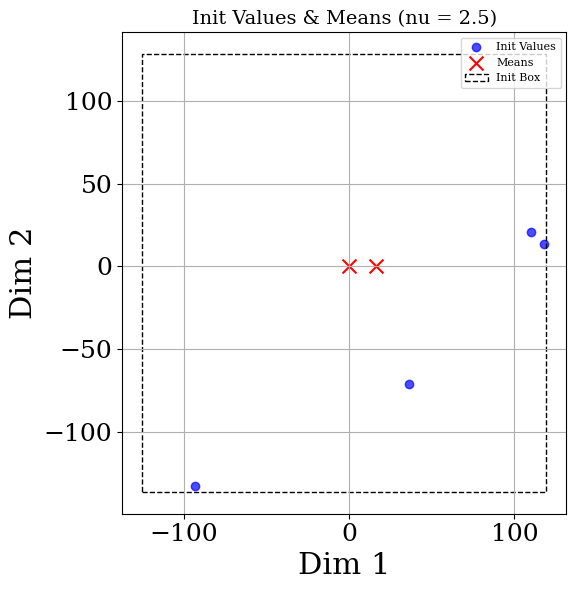 Init Values & Means (nu = 2.5)
Init Values
Means
Init Box
100
50
0
−50
−100
Dim 2
−100
0
100
Dim 1